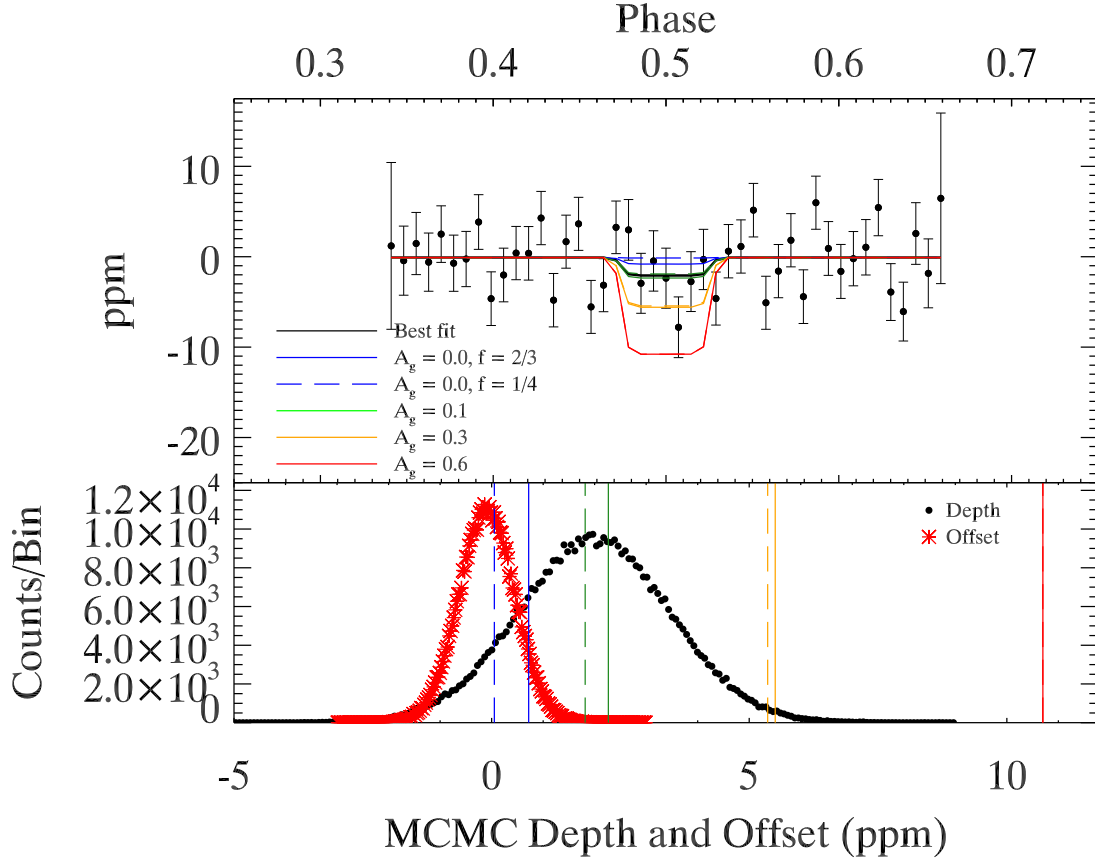 Phase
0.3 0.4 0.5 0.6 0.7
ppm
10
0
-10
-20
Best fit
A_g = 0.0, f = 2/3
A_g = 0.0, f = 1/4
A_g = 0.1
A_g = 0.3
A_g = 0.6
Counts/Bin
1.2×10^4
1.0×10^4
8.0×10^3
6.0×10^3
4.0×10^3
2.0×10^3
0
Depth
Offset
-5 0 5 10
MCMC Depth and Offset (ppm)